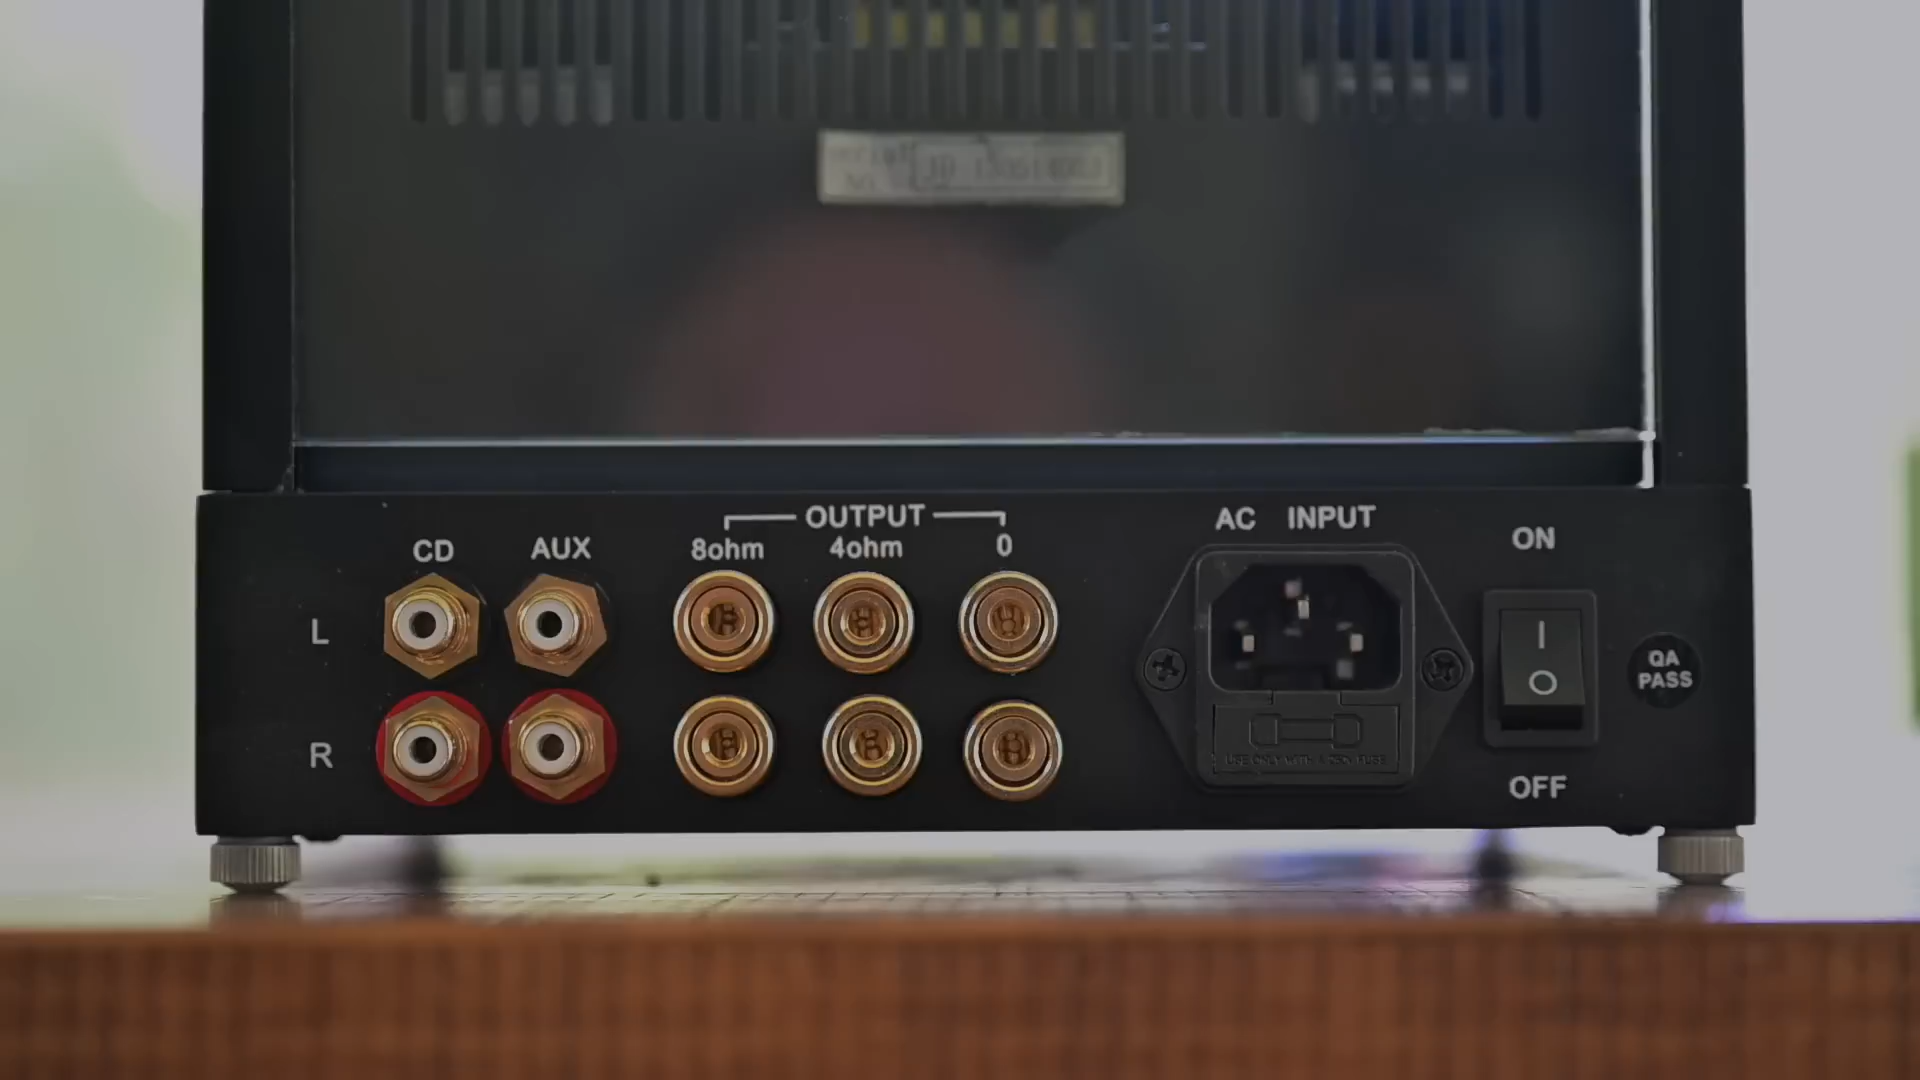 OUTPUT
AC INPUT
CD AUX 8ohm 4ohm 0
ON
L
I
O
QA
PASS
R
OFF